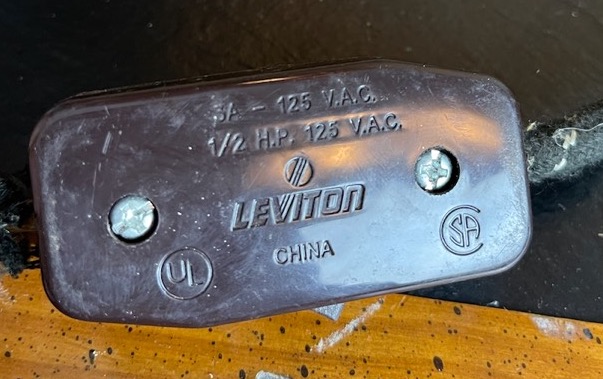 3A - 125 V.A.C.
1/2 H.P. 125 V.A.C.
LEVITON
CHINA
UL
SA